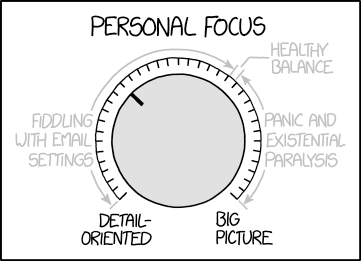 PERSONAL FOCUS
HEALTHY
BALANCE
FIDDLING
WITH EMAIL
SETTINGS
PANIC AND
EXISTENTIAL
PARALYSIS
DETAIL-
ORIENTED
BIG
PICTURE